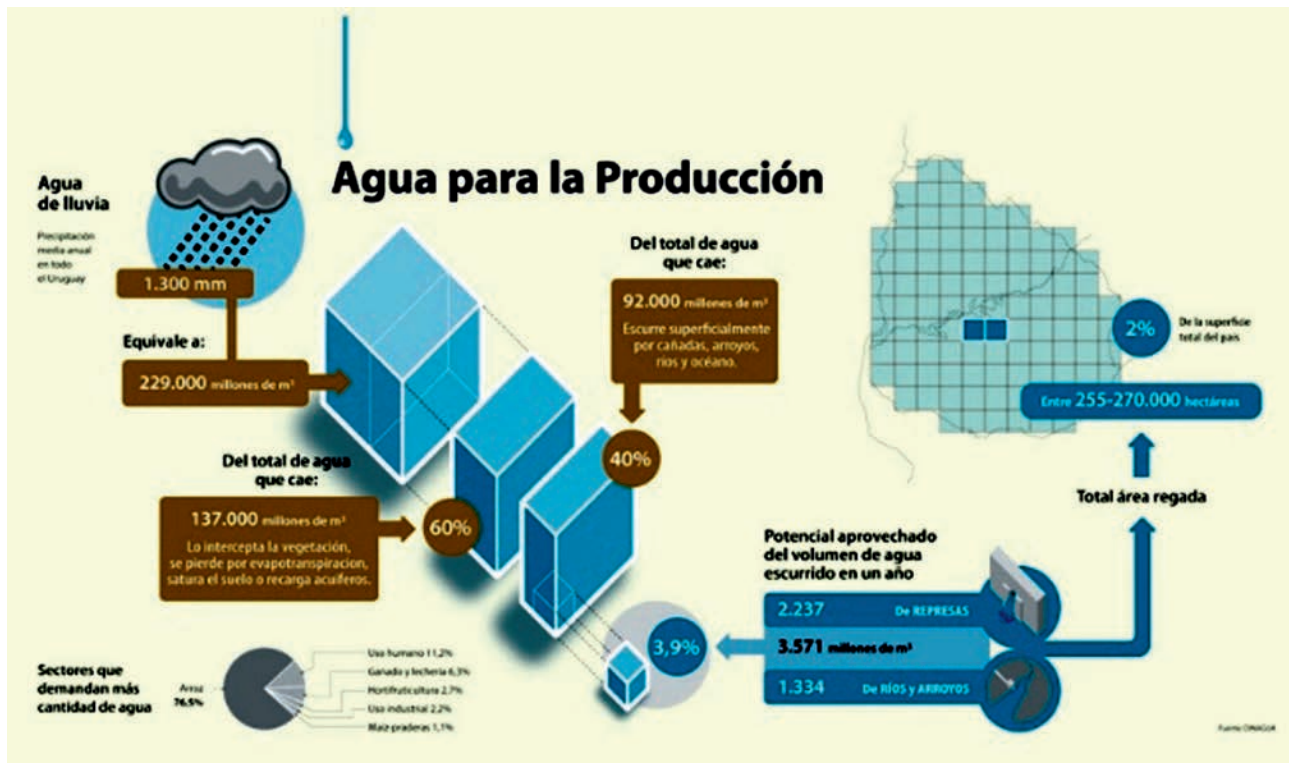 Agua para la Producción
Agua
de lluvia
Precipitación
media anual
en todo
el Uruguay
1.300 mm
Equivale a:
229.000 millones de m³
Del total de agua
que cae:
92.000 millones de m³
Escurre superficialmente
por cañadas, arroyos,
ríos y océano.
40%
Del total de agua
que cae:
137.000 millones de m³
Lo intercepta la vegetación,
se pierde por evapotranspiracion,
satura el suelo o recarga acuíferos.
60%
2%
De la superficie
total del país
Entre 255-270.000 hectáreas
Total área regada
Potencial aprovechado
del volumen de agua
escurrido en un año
2.237 De REPRESAS
3.571 millones de m³
1.334 De RÍOS y ARROYOS
3,9%
Sectores que
demandan más
cantidad de agua
Arroz
76,5%
Uso humano 11,2%
Ganado y lechería 6,3%
Hortifruticultura 2,7%
Uso industrial 2,2%
Maíz-praderas 1,1%
Fuente: DINAGUA